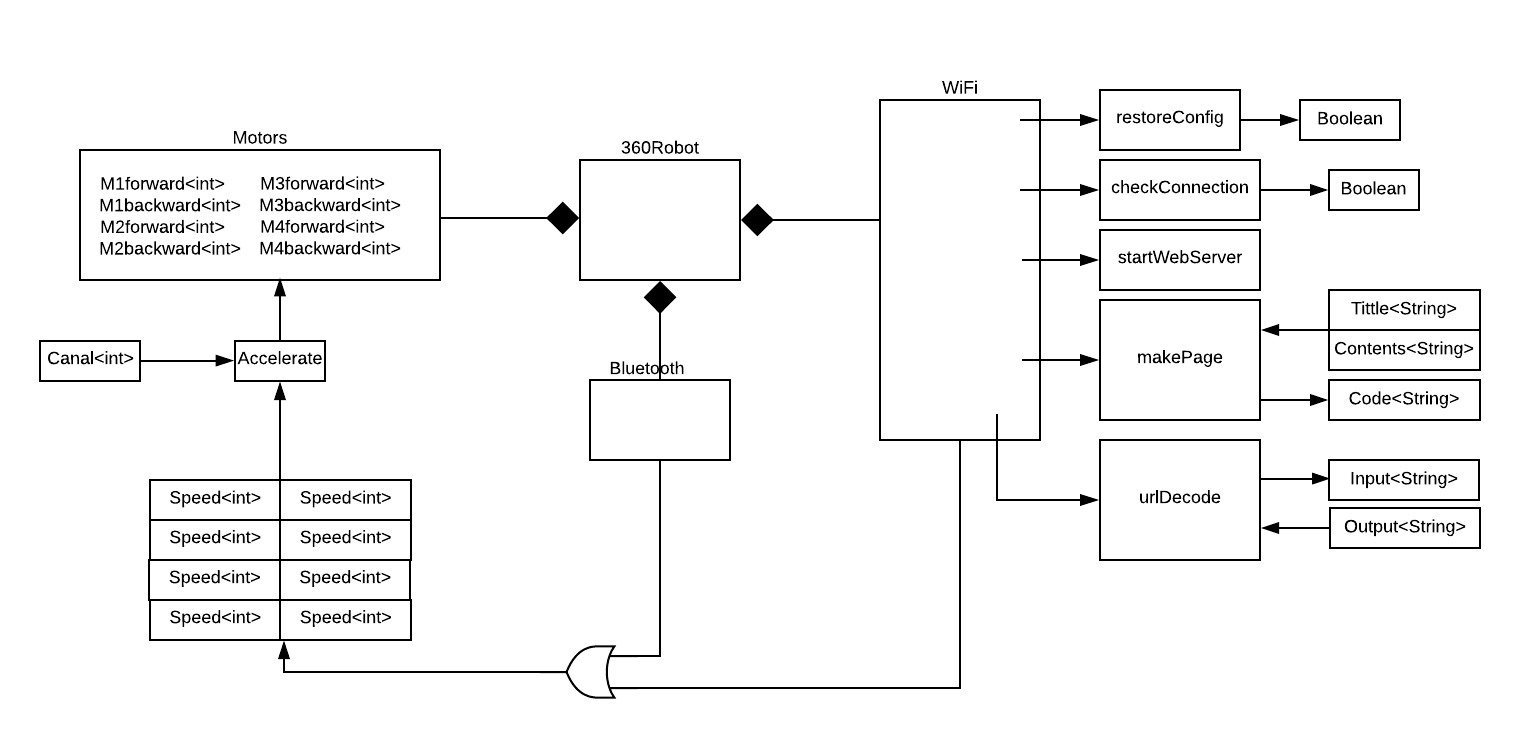 WiFi
restoreConfig
Boolean
Motors
360Robot
M1forward<int> M3forward<int>
M1backward<int> M3backward<int>
M2forward<int> M4forward<int>
M2backward<int> M4backward<int>
checkConnection
Boolean
startWebServer
Tittle<String>
Contents<String>
makePage
Code<String>
Canal<int>
Accelerate
Bluetooth
Speed<int> Speed<int>
Speed<int> Speed<int>
Speed<int> Speed<int>
Speed<int> Speed<int>
urlDecode
Input<String>
Output<String>